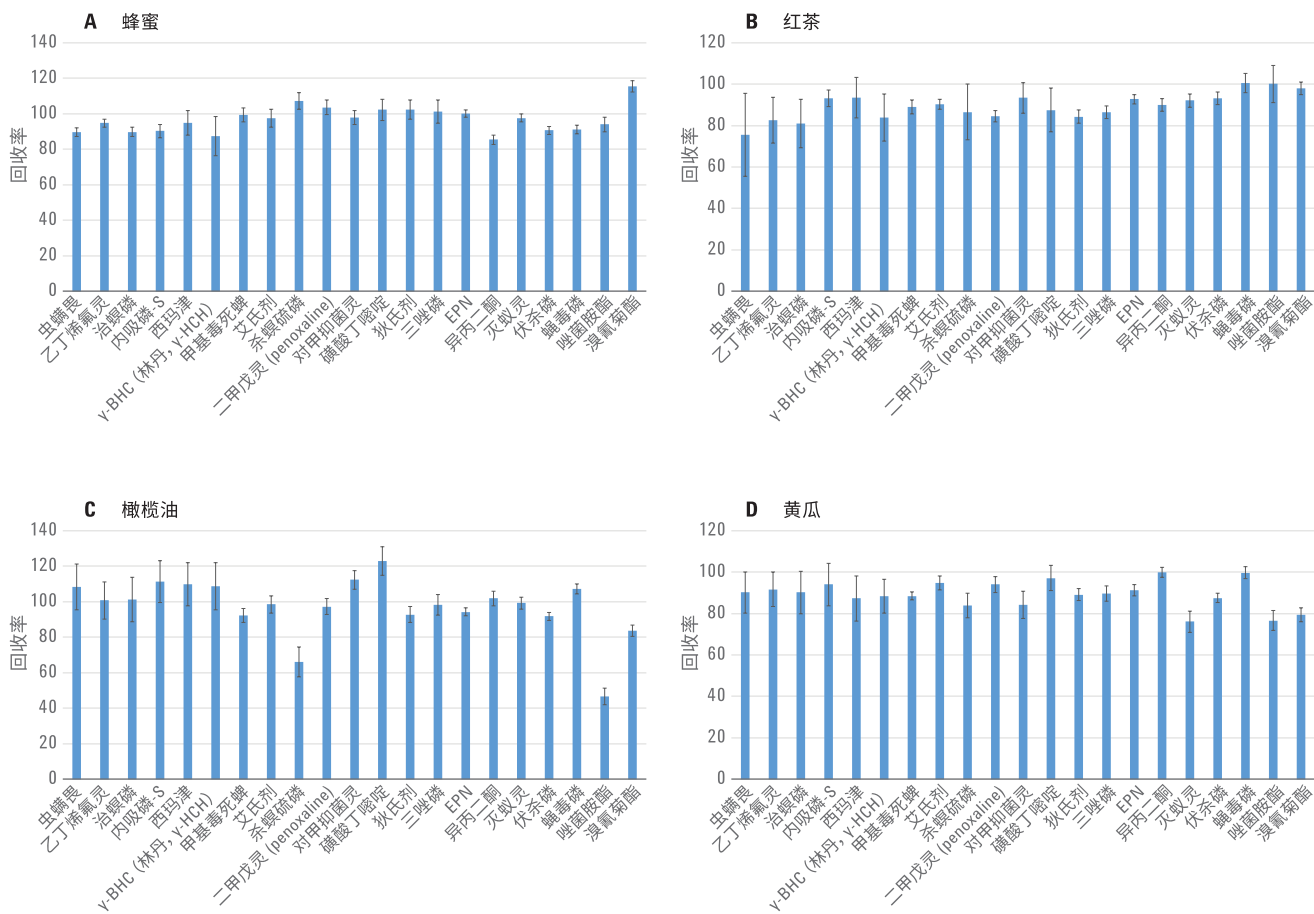 A 蜂蜜
140
120
100
80
60
40
20
0
回收率
虫螨畏
乙丁烯氟灵
治螟磷
内吸磷-S
西玛津
γ-BHC (林丹, γ-HCH)
甲基毒死蜱
艾氏剂
杀螟硫磷
二甲戊灵 (penoxaline)
对甲抑菌灵
磺酸丁嘧啶
狄氏剂
三唑磷
EPN
异丙二酮
灭蚁灵
伏杀磷
蝇毒磷
唑菌胺酯
溴氰菊酯
B 红茶
120
100
80
60
40
20
0
回收率
虫螨畏
乙丁烯氟灵
治螟磷
内吸磷-S
西玛津
γ-BHC (林丹, γ-HCH)
甲基毒死蜱
艾氏剂
杀螟硫磷
二甲戊灵 (penoxaline)
对甲抑菌灵
磺酸丁嘧啶
狄氏剂
三唑磷
EPN
异丙二酮
灭蚁灵
伏杀磷
蝇毒磷
唑菌胺酯
溴氰菊酯
C 橄榄油
140
120
100
80
60
40
20
0
回收率
虫螨畏
乙丁烯氟灵
治螟磷
内吸磷-S
西玛津
γ-BHC (林丹, γ-HCH)
甲基毒死蜱
艾氏剂
杀螟硫磷
二甲戊灵 (penoxaline)
对甲抑菌灵
磺酸丁嘧啶
狄氏剂
三唑磷
EPN
异丙二酮
灭蚁灵
伏杀磷
蝇毒磷
唑菌胺酯
溴氰菊酯
D 黄瓜
120
100
80
60
40
20
0
回收率
虫螨畏
乙丁烯氟灵
治螟磷
内吸磷-S
西玛津
γ-BHC (林丹, γ-HCH)
甲基毒死蜱
艾氏剂
杀螟硫磷
二甲戊灵 (penoxaline)
对甲抑菌灵
磺酸丁嘧啶
狄氏剂
三唑磷
EPN
异丙二酮
灭蚁灵
伏杀磷
蝇毒磷
唑菌胺酯
溴氰菊酯